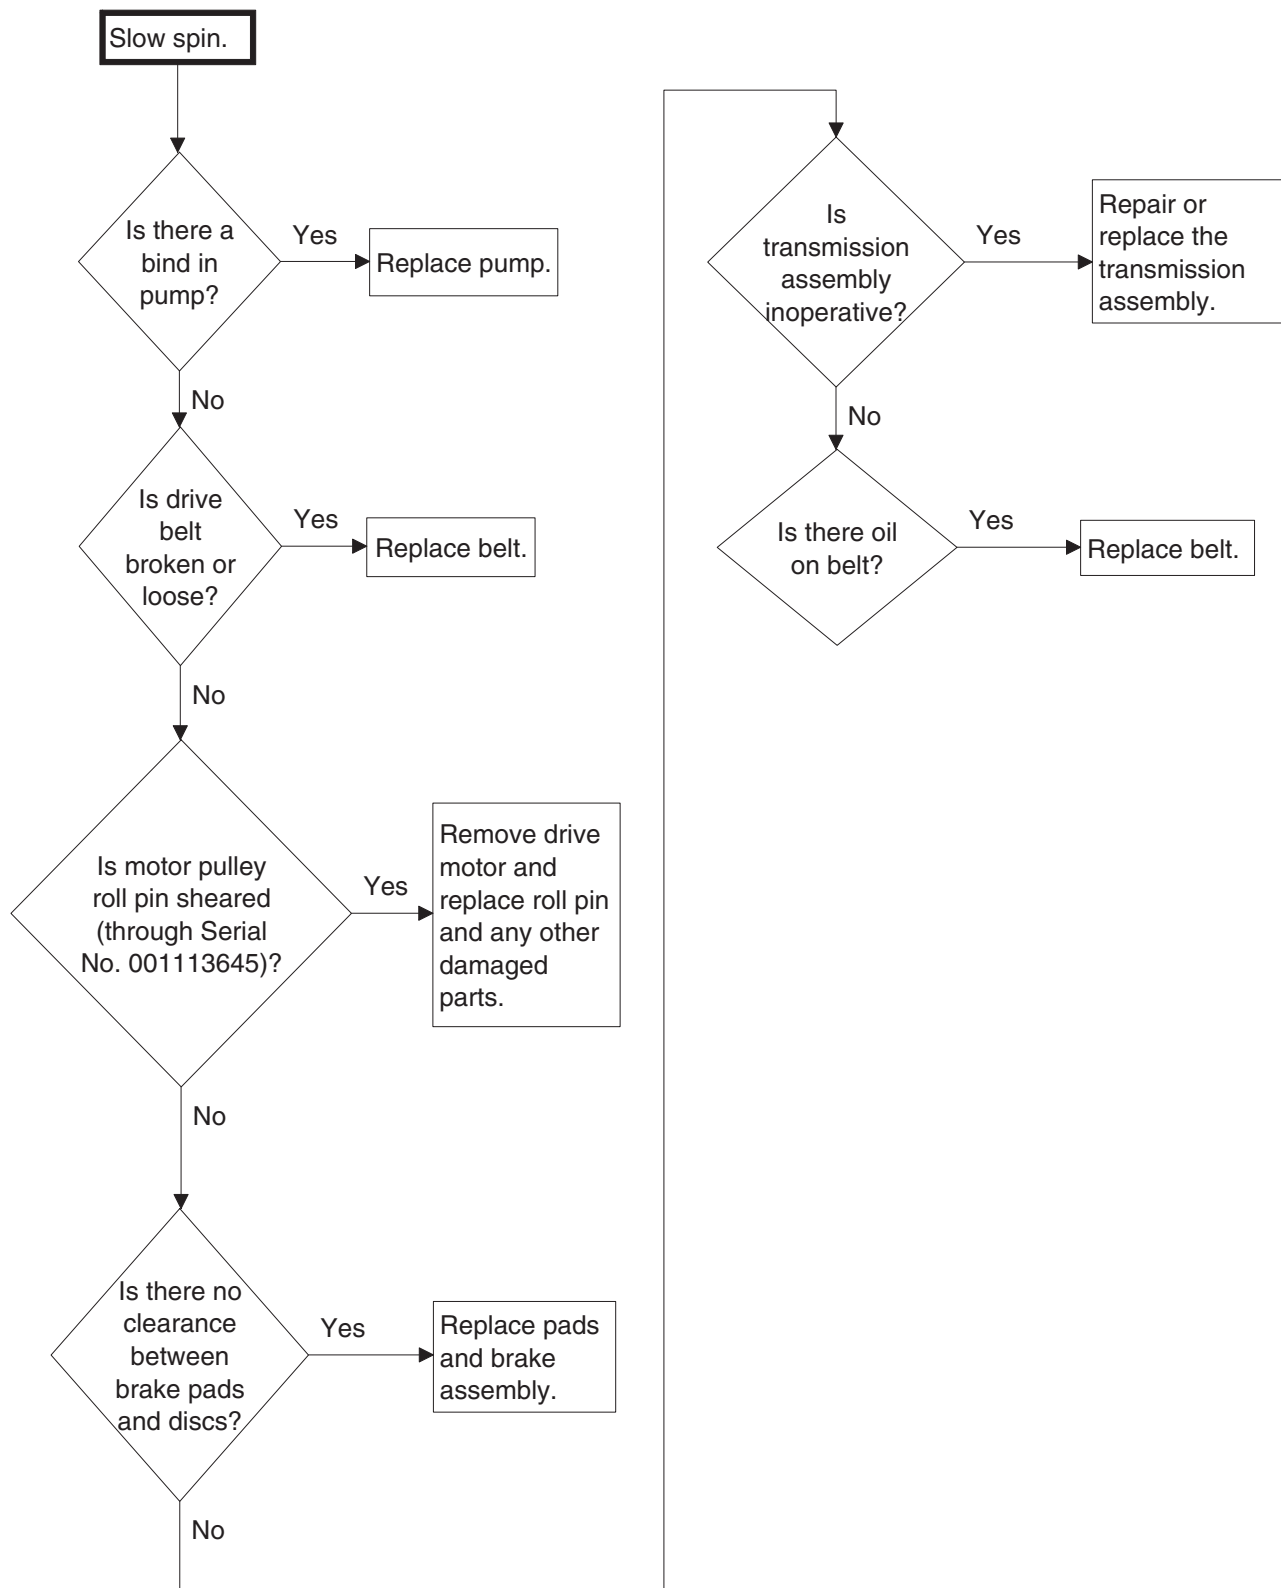 Slow spin.
Is there a
bind in
pump?
Yes
Replace pump.
No
Is drive
belt
broken or
loose?
Yes
Replace belt.
No
Is motor pulley
roll pin sheared
(through Serial
No. 001113645)?
Yes
Remove drive
motor and
replace roll pin
and any other
damaged
parts.
No
Is there no
clearance
between
brake pads
and discs?
Yes
Replace pads
and brake
assembly.
No
Is
transmission
assembly
inoperative?
Yes
Repair or
replace the
transmission
assembly.
No
Is there oil
on belt?
Yes
Replace belt.